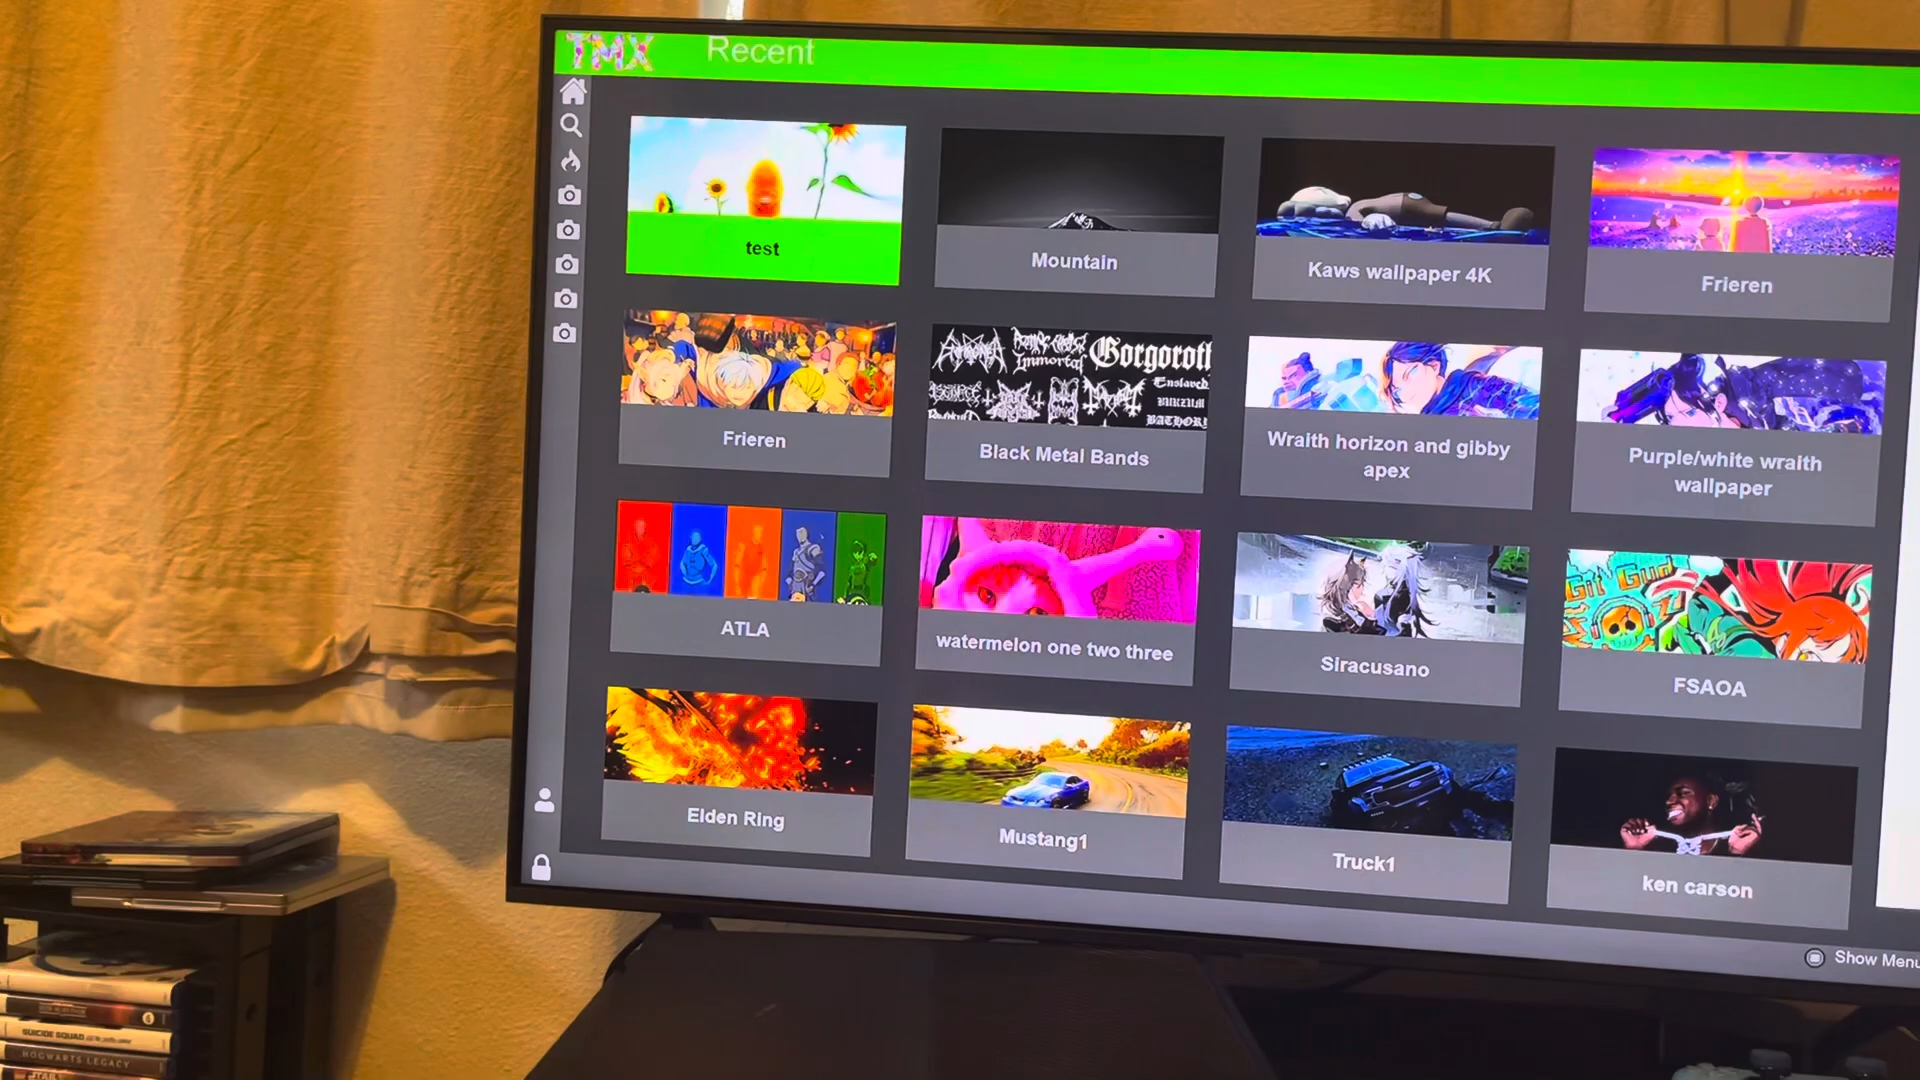 TMX
Recent
test
Mountain
Kaws wallpaper 4K
Frieren
Frieren
Immortal
Gorgoroth
Enslaved
BURZUM
BATHORY
Black Metal Bands
Wraith horizon and gibby
apex
Purple/white wraith
wallpaper
ATLA
watermelon one two three
Siracusano
Git Gud
FSAOA
Elden Ring
Mustang1
Truck1
ken carson
Show Menu
SUICIDE SQUAD
HOGWARTS LEGACY
STAR